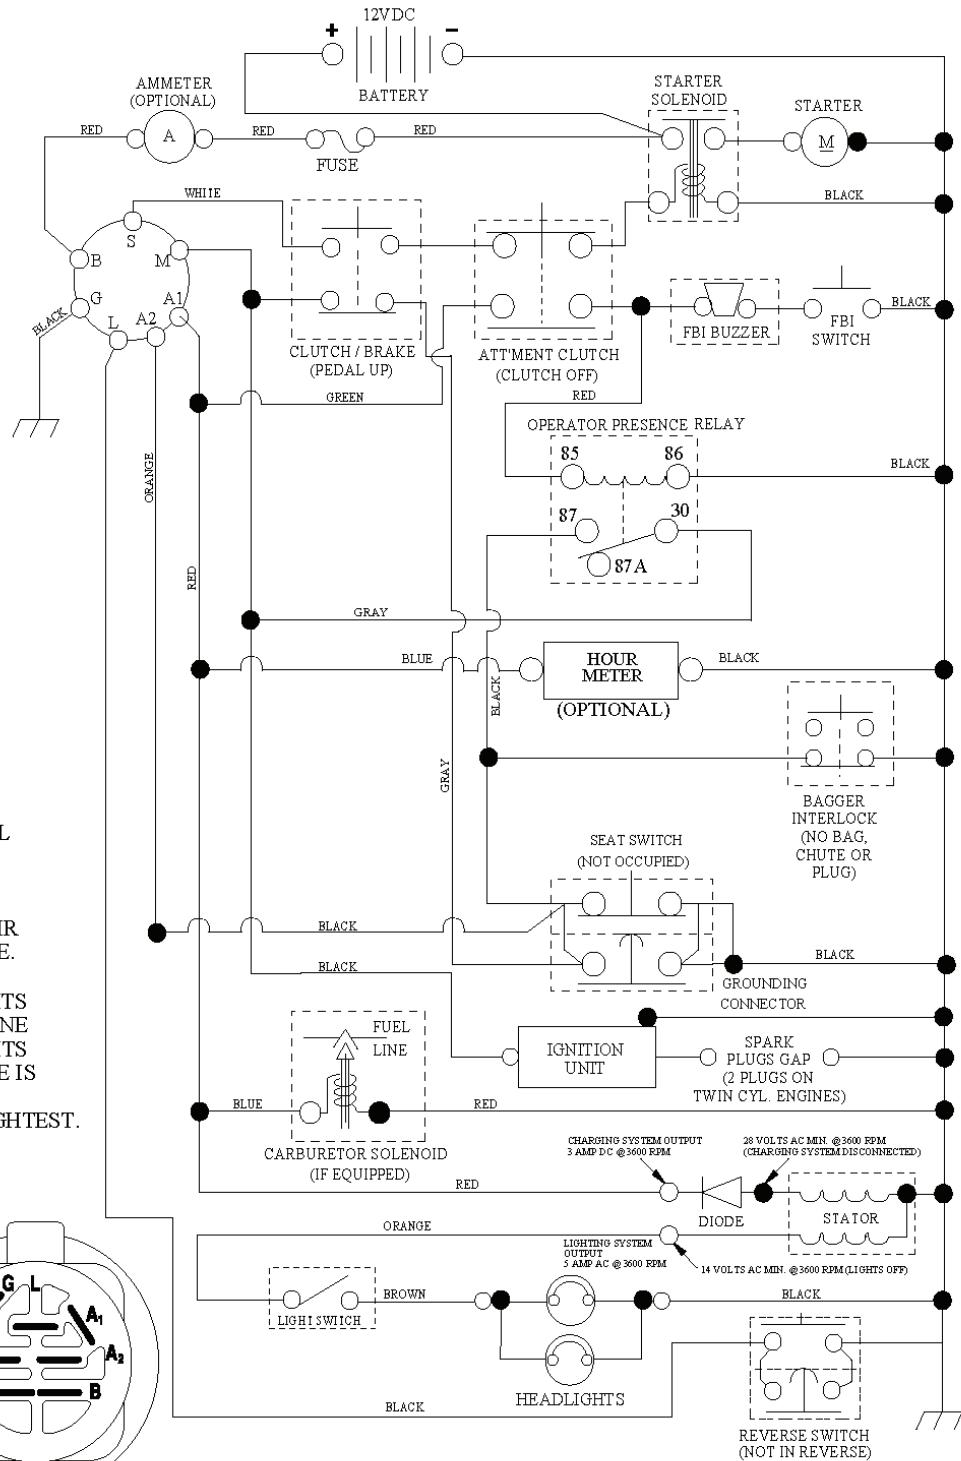 12VDC
+
−
BATTERY
AMMETER
(OPTIONAL)
STARTER
SOLENOID
STARTER
RED
A
RED
RED
FUSE
M
WHITE
BLACK
S
B
M
G
A1
L
A2
BLACK
BLACK
FBI BUZZER
FBI
SWITCH
CLUTCH / BRAKE
(PEDAL UP)
ATT'MENT CLUTCH
(CLUTCH OFF)
GREEN
RED
OPERATOR PRESENCE RELAY
85
86
BLACK
ORANGE
87
30
87A
RED
GRAY
BLUE
HOUR
METER
BLACK
(OPTIONAL)
BLACK
GRAY
BAGGER
INTERLOCK
(NO BAG,
CHUTE OR
PLUG)
L
SEAT SWITCH
(NOT OCCUPIED)
IR
E.
BLACK
BLACK
BLACK
GROUNDING
CONNECTOR
TS
NE
TS
E IS
GHTEST.
FUEL
LINE
IGNITION
UNIT
SPARK
PLUGS GAP
(2 PLUGS ON
TWIN CYL. ENGINES)
BLUE
RED
CARBURETOR SOLENOID
(IF EQUIPPED)
CHARGING SYSTEM OUTPUT
3 AMP DC @3600 RPM
28 VOLTS AC MIN. @3600 RPM
(CHARGING SYSTEM DISCONNECTED)
RED
DIODE
STATOR
ORANGE
LIGHTING SYSTEM
OUTPUT
5 AMP AC @3600 RPM
14 VOLTS AC MIN. @3600 RPM (LIGHTS OFF)
G
L
A1
A2
B
LIGHT SWITCH
BROWN
BLACK
HEADLIGHTS
BLACK
REVERSE SWITCH
(NOT IN REVERSE)